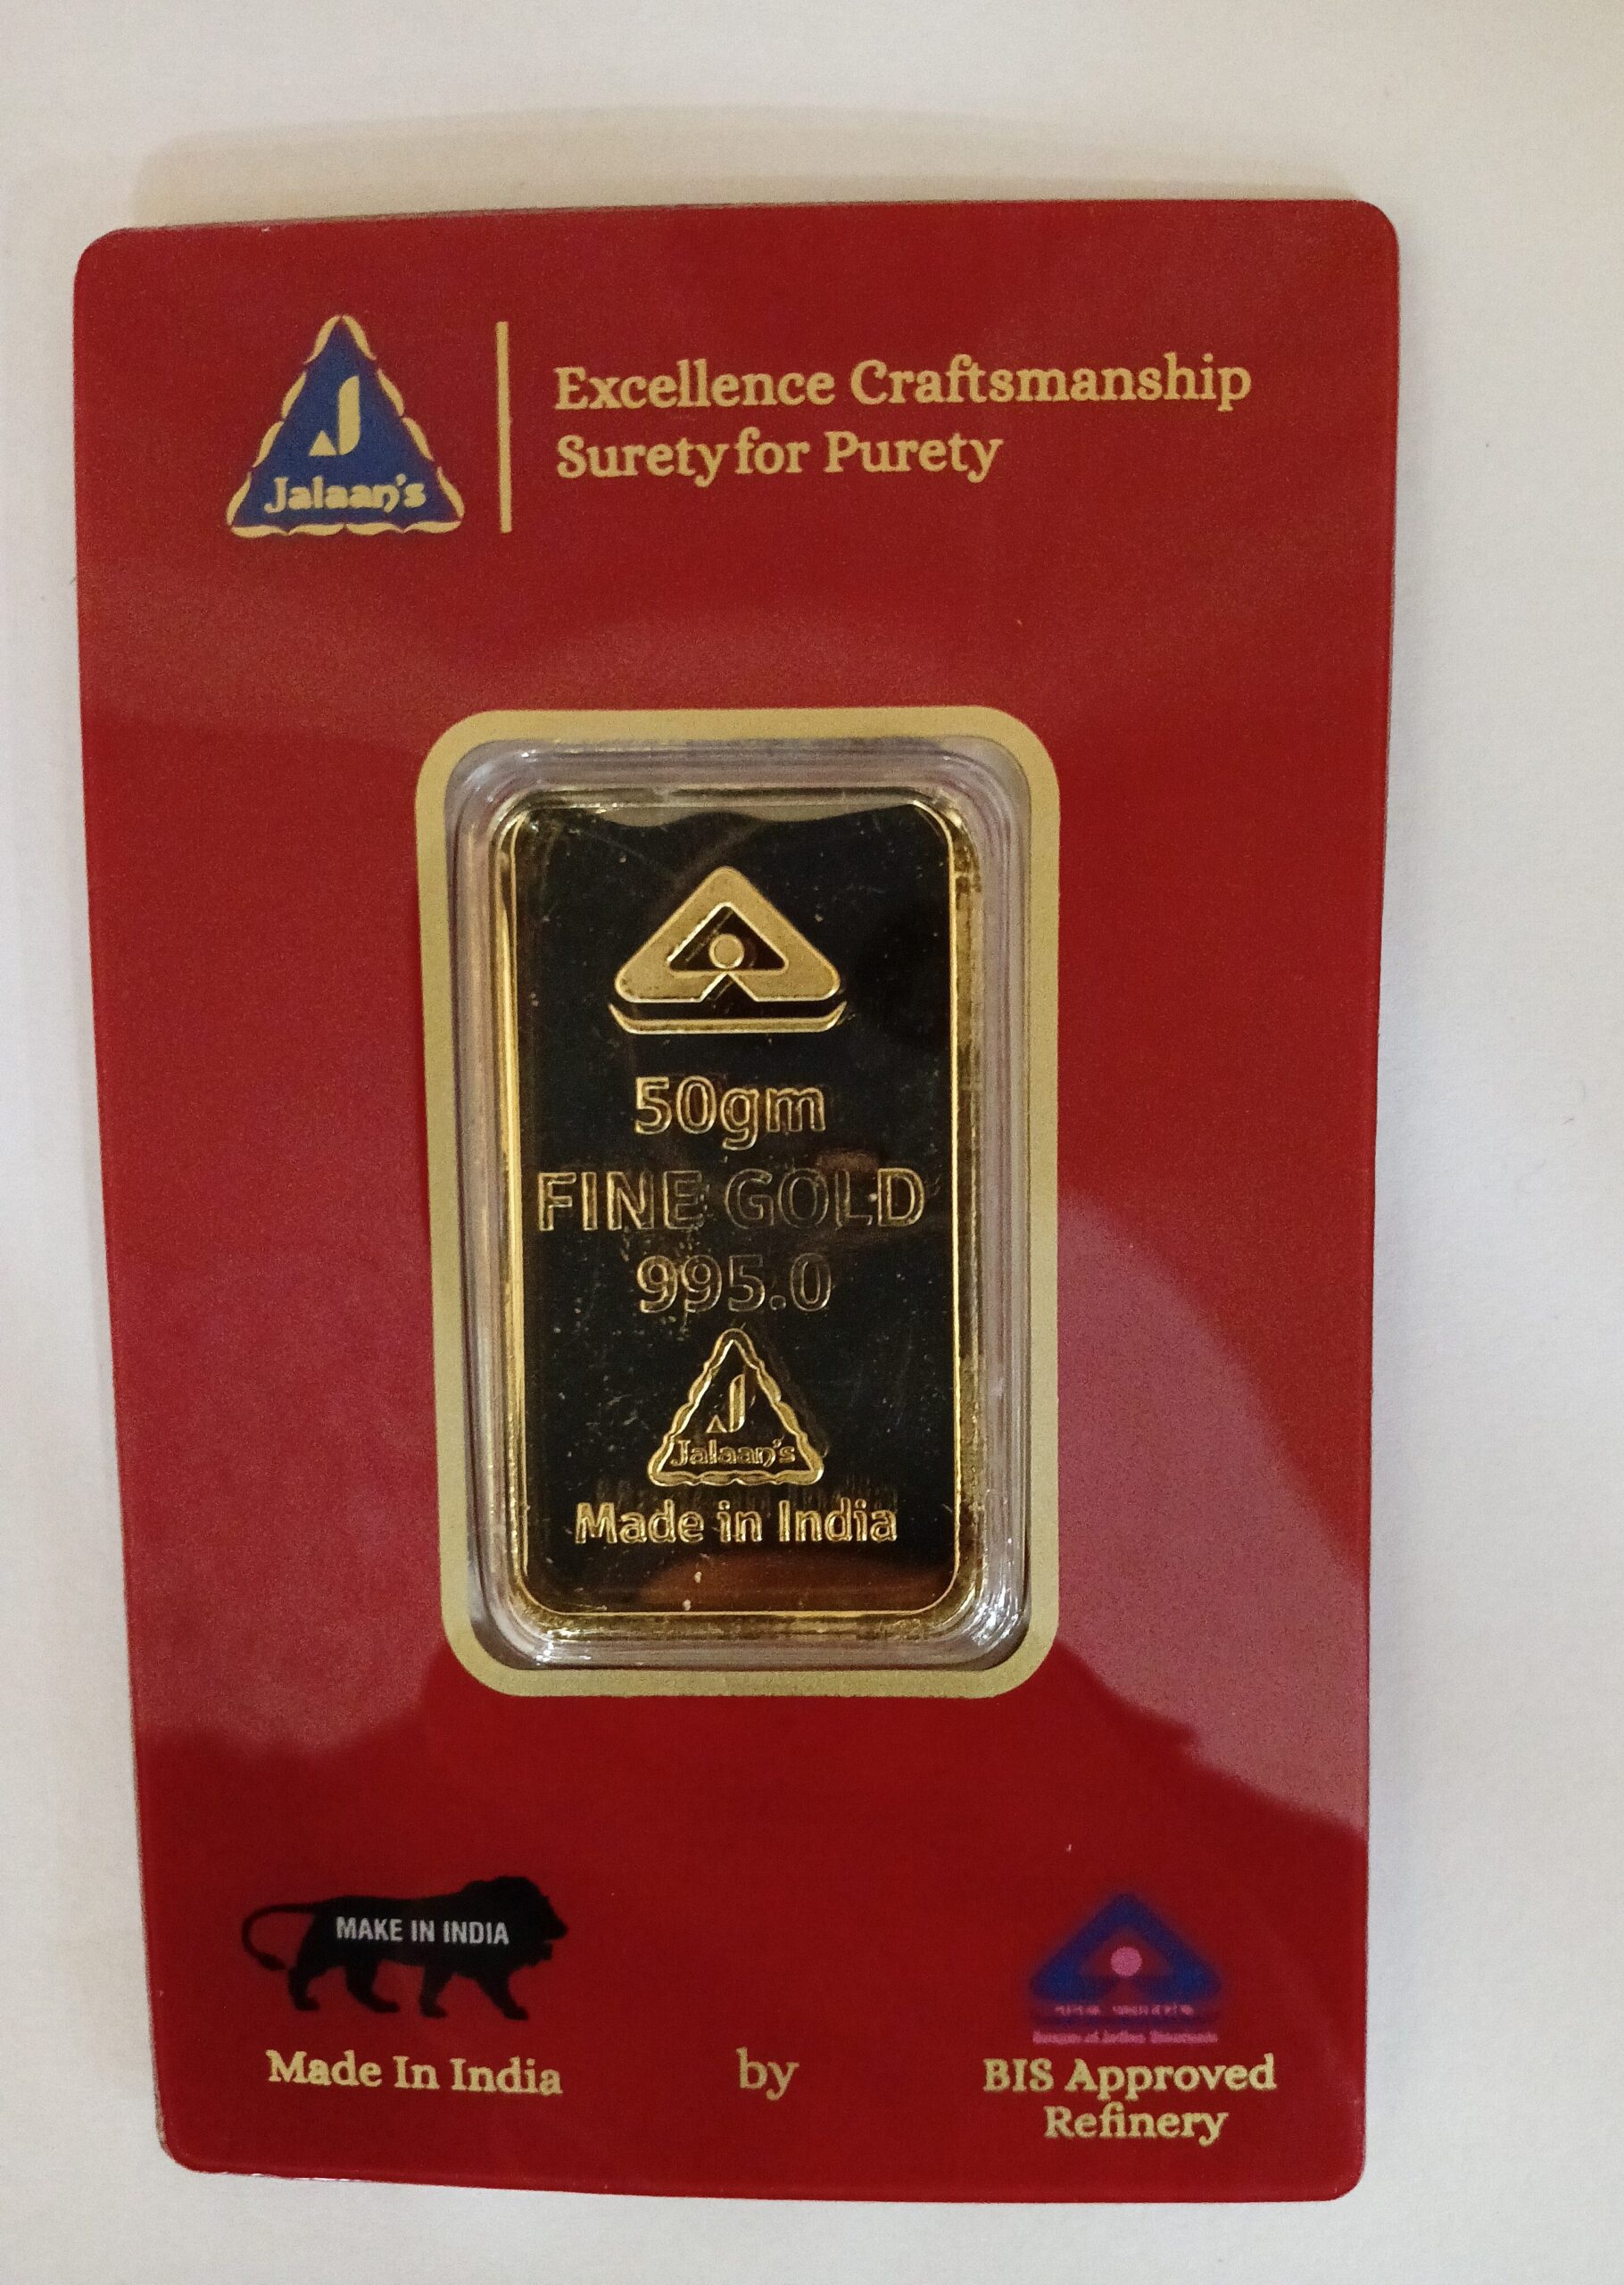 Jalaan's
Excellence Craftsmanship
Surety for Purety
50gm
FINE GOLD
995.0
Jalaan's
Made in India
MAKE IN INDIA
Made In India
by
BIS Approved
Refinery